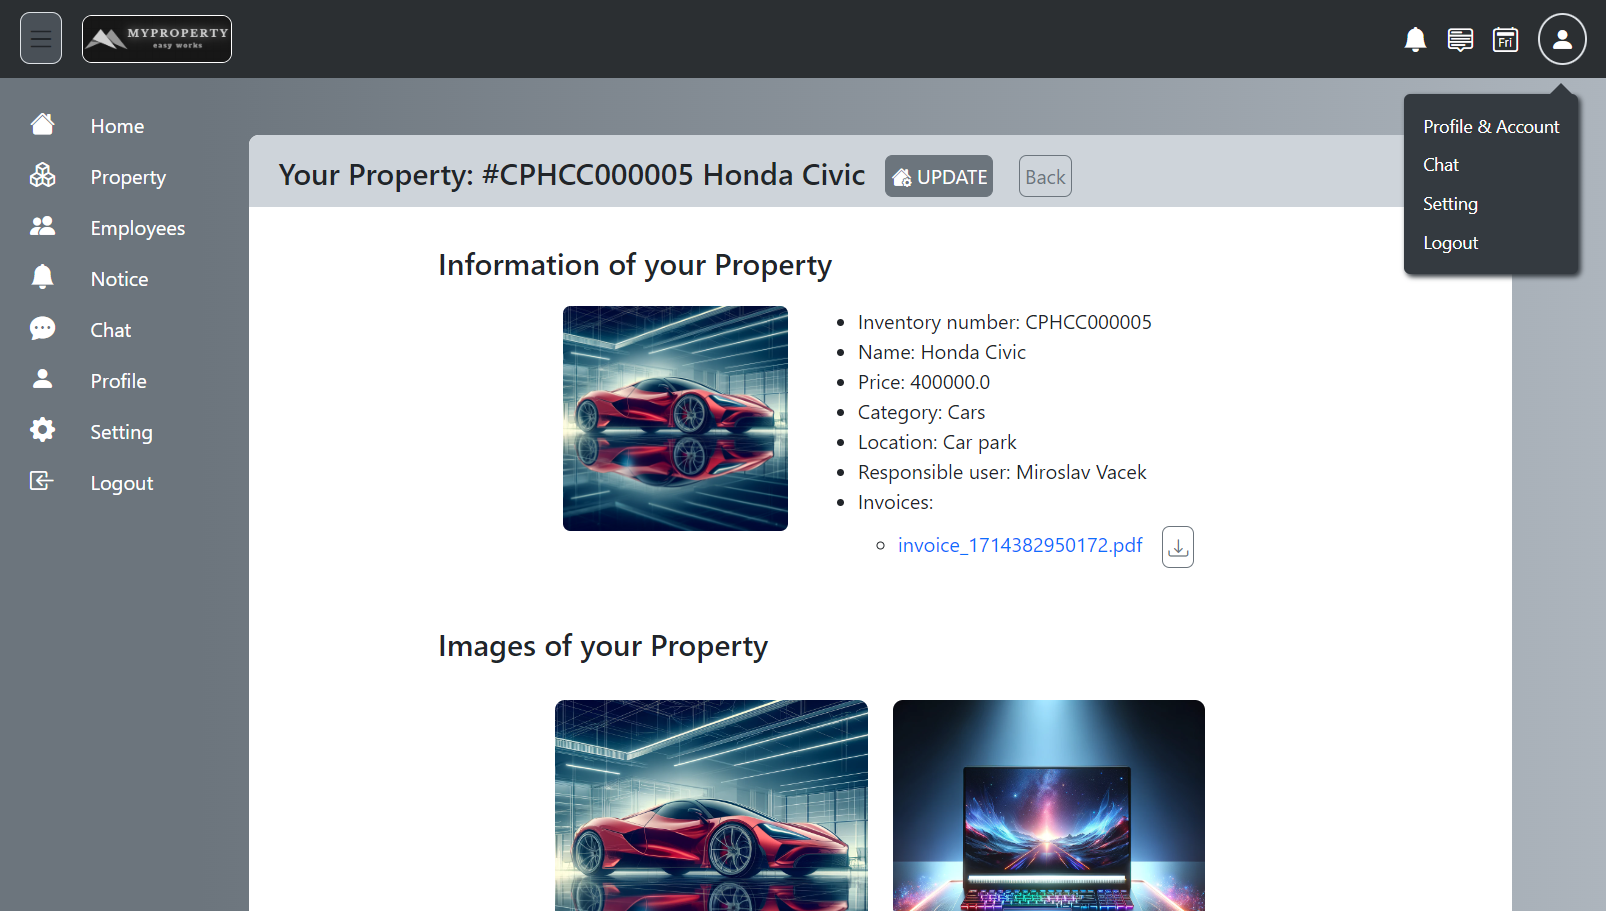 MYPROPERTY
easy works
Fri
Profile & Account
Chat
Setting
Logout
Home
Property
Employees
Notice
Chat
Profile
Setting
Logout
Your Property: #CPHCC000005 Honda Civic
UPDATE
Back
Information of your Property
Inventory number: CPHCC000005
Name: Honda Civic
Price: 400000.0
Category: Cars
Location: Car park
Responsible user: Miroslav Vacek
Invoices:
invoice_1714382950172.pdf
Images of your Property